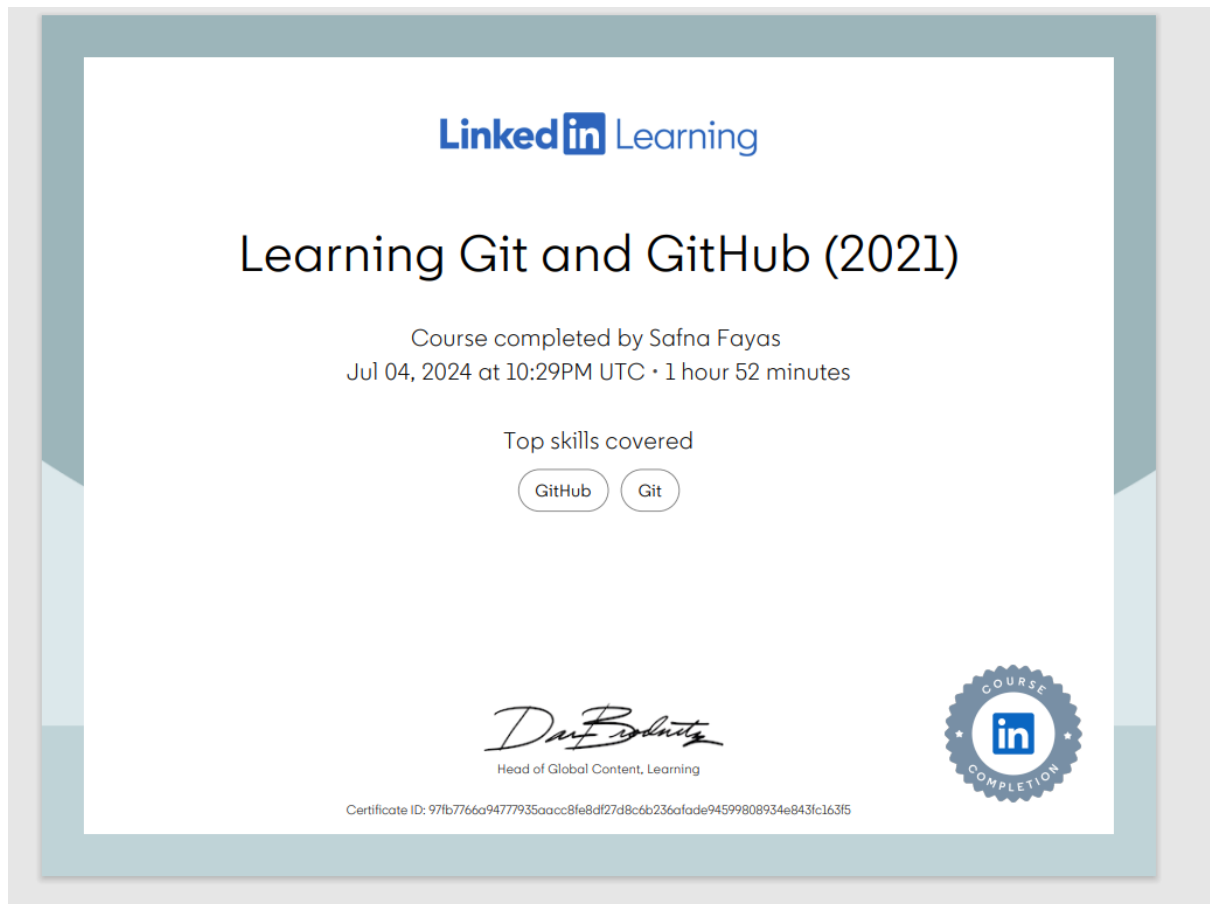 Linked in Learning
Learning Git and GitHub (2021)
Course completed by Safna Fayas
Jul 04, 2024 at 10:29PM UTC • 1 hour 52 minutes
Top skills covered
GitHub Git
Head of Global Content, Learning
Certificate ID: 97fb7766a94777935aacc8fe8df27d8c6b236afade94599808934e843fc163f5
COURSE
in
COMPLETION